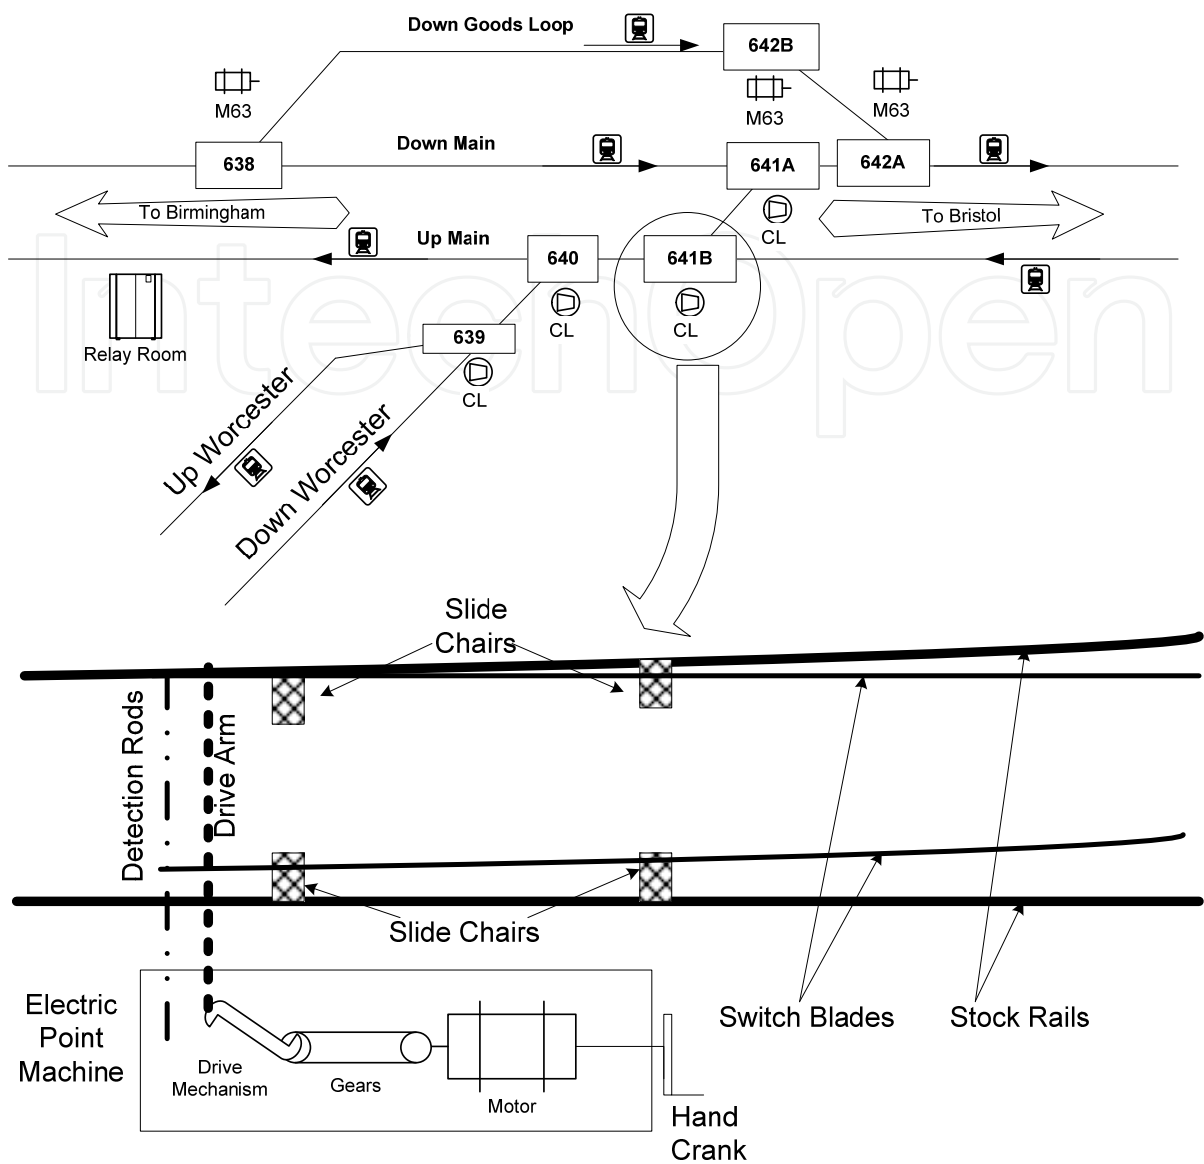 Down Goods Loop
642B
M63
M63
M63
Down Main
638
641A
642A
To Birmingham
To Bristol
CL
Up Main
640
641B
CL
CL
Relay Room
639
CL
Up Worcester
Down Worcester
IntechOpen
Slide
Chairs
Detection Rods
Drive Arm
Slide Chairs
Switch Blades
Stock Rails
Electric
Point
Machine
Drive
Mechanism
Gears
Motor
Hand
Crank